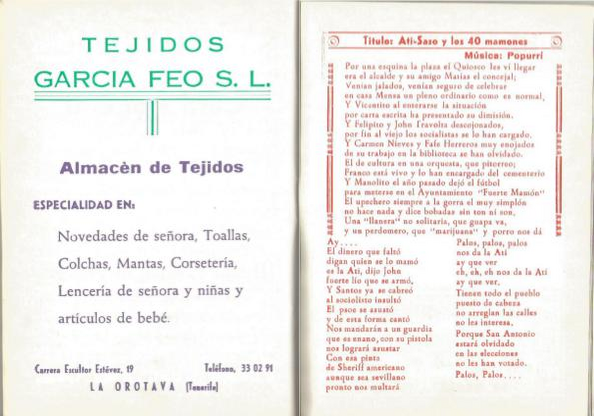 TEJIDOS
GARCIA FEO S. L.
Almacèn de Tejidos
ESPECIALIDAD EN:
Novedades de señora, Toallas,
Colchas, Mantas, Corsetería,
Lencería de señora y niñas y
artículos de bebé.
Carrera Escultor Estévez, 19 Teléfono, 33 02 91
LA OROTAVA (Tenerife)
Titulo: Ati-Saso y los 40 mamones
Música: Popurrí
Por una esquina la plaza el Quiosco les ví llegar
era el alcalde y su amigo Matías el concejal;
Venían jalados, venían seguro de celebrar
en casa Mensa un pleno ordinario como es normal,
Y Vicentito al enterarse la situación
por carta escrita ha presentado su dimisión.
Y Felipito y John Travolta descojonados,
por fin al viejo los socialistas se lo han cargado.
Y Carmen Nieves y Fafe Herreros muy enojados
de su trabajo en la biblioteca se han olvidado.
El de cultura en una orquesta, que pitorreo;
Franco está vivo y lo han encargado del cementerio
Y Manolito el año pasado dejó el fútbol
para meterse en el Ayuntamiento "Fuerte Mamón"
El upechero siempre a la gorra el muy simplón
no hace nada y dice bobadas sin ton ni son,
Una "llanera" no solitaria, que guapa va,
y un perdomero, que "marijuana" y porro nos dá
Ay....
El dinero que faltó
digan quien se lo mamó
es la Ati, dijo John
fuerte lío que se armó,
Y Santos ya se cabreó
al sociolisto insultó
El psoe se asustó
y de esta forma cantó
Nos mandarán a un guardia
que es enano, con su pistola
nos logrará asustar
Con esa pinta
de Sheriff americano
aunque sea sevillano
pronto nos multará
Palos, palos, palos
nos da la Ati
ay que ver
eh, eh, eh nos da la Ati
ay que ver.
Tienen todo el pueblo
puesto de cabeza
no arreglan las calles
no les interesa.
Porque San Antonio
estará olvidado
en las elecciones
no les han votado.
Palos, Palos....